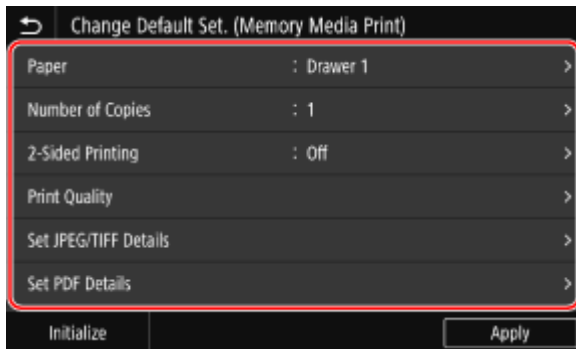 Change Default Set. (Memory Media Print)
Paper : Drawer 1
Number of Copies : 1
2-Sided Printing : Off
Print Quality
Set JPEG/TIFF Details
Set PDF Details
Initialize Apply